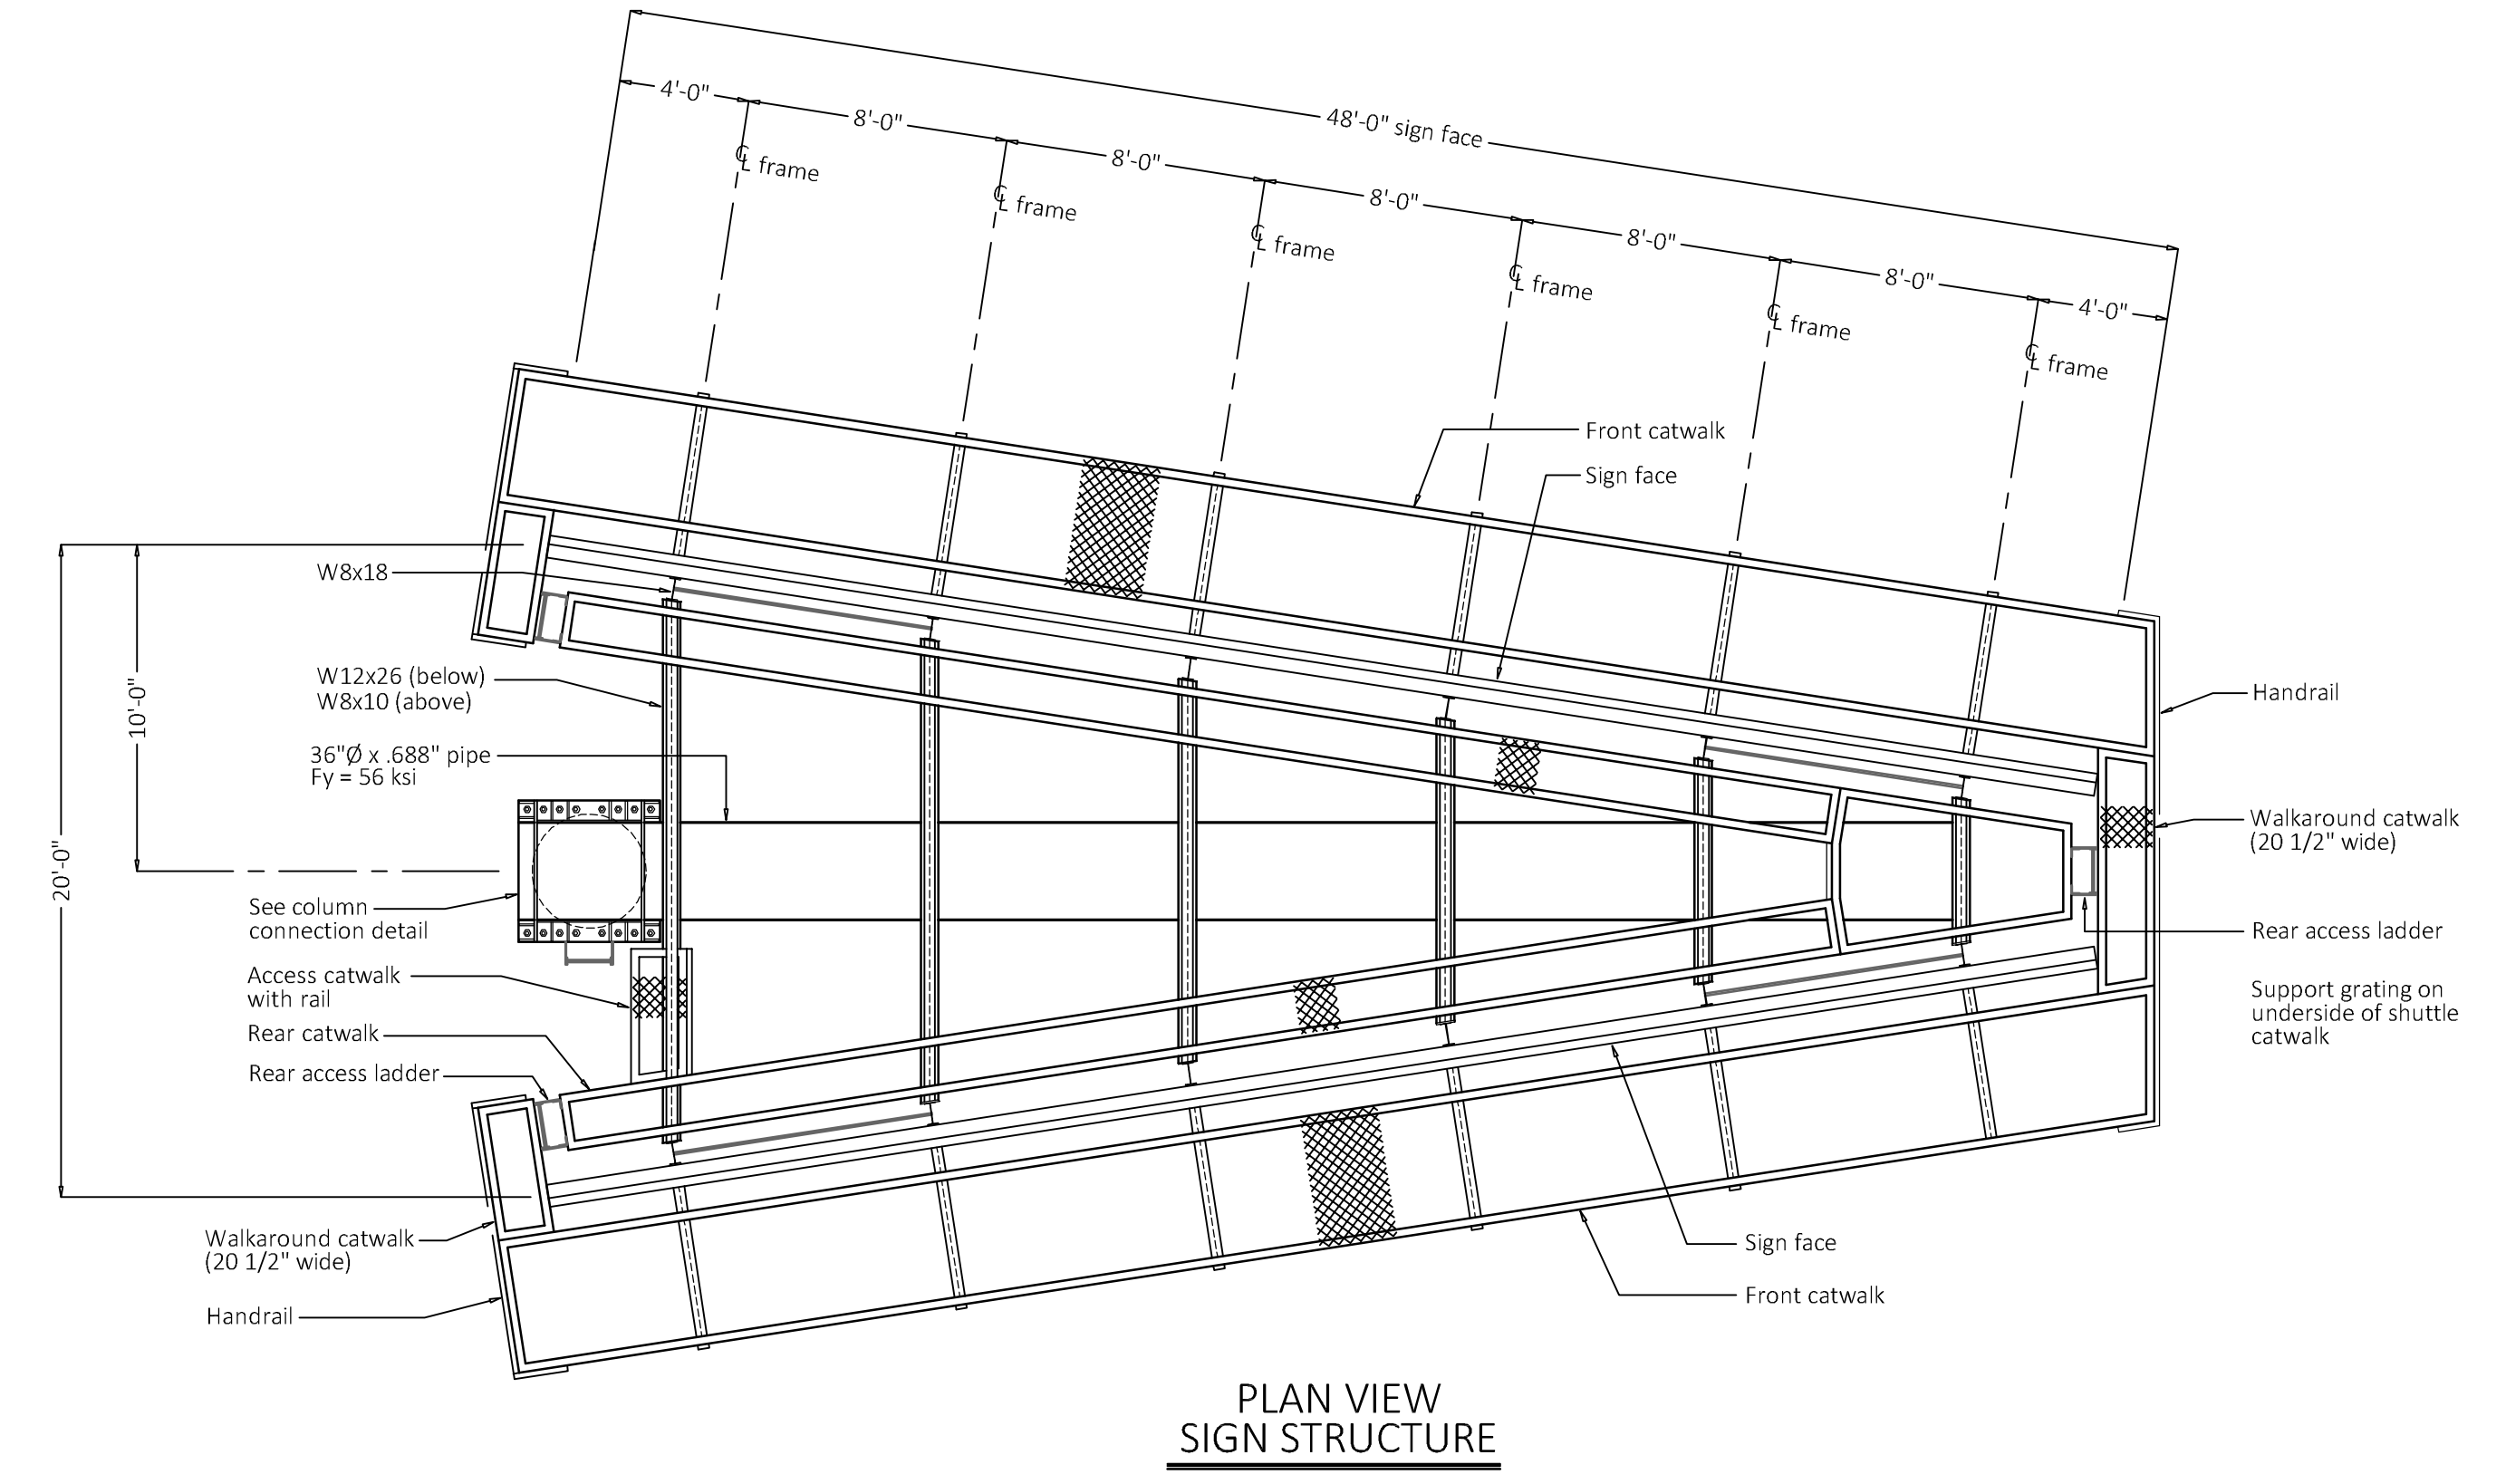 48'-0" sign face
4'-0"
8'-0"
8'-0"
8'-0"
8'-0"
8'-0"
4'-0"
℄ frame
℄ frame
℄ frame
℄ frame
℄ frame
℄ frame
Front catwalk
Sign face
W8x18
W12x26 (below)
W8x10 (above)
10'-0"
20'-0"
36"Ø x .688" pipe
Fy = 56 ksi
See column
connection detail
Access catwalk
with rail
Rear catwalk
Rear access ladder
Walkaround catwalk
(20 1/2" wide)
Handrail
Handrail
Walkaround catwalk
(20 1/2" wide)
Rear access ladder
Support grating on
underside of shuttle
catwalk
Sign face
Front catwalk
PLAN VIEW
SIGN STRUCTURE